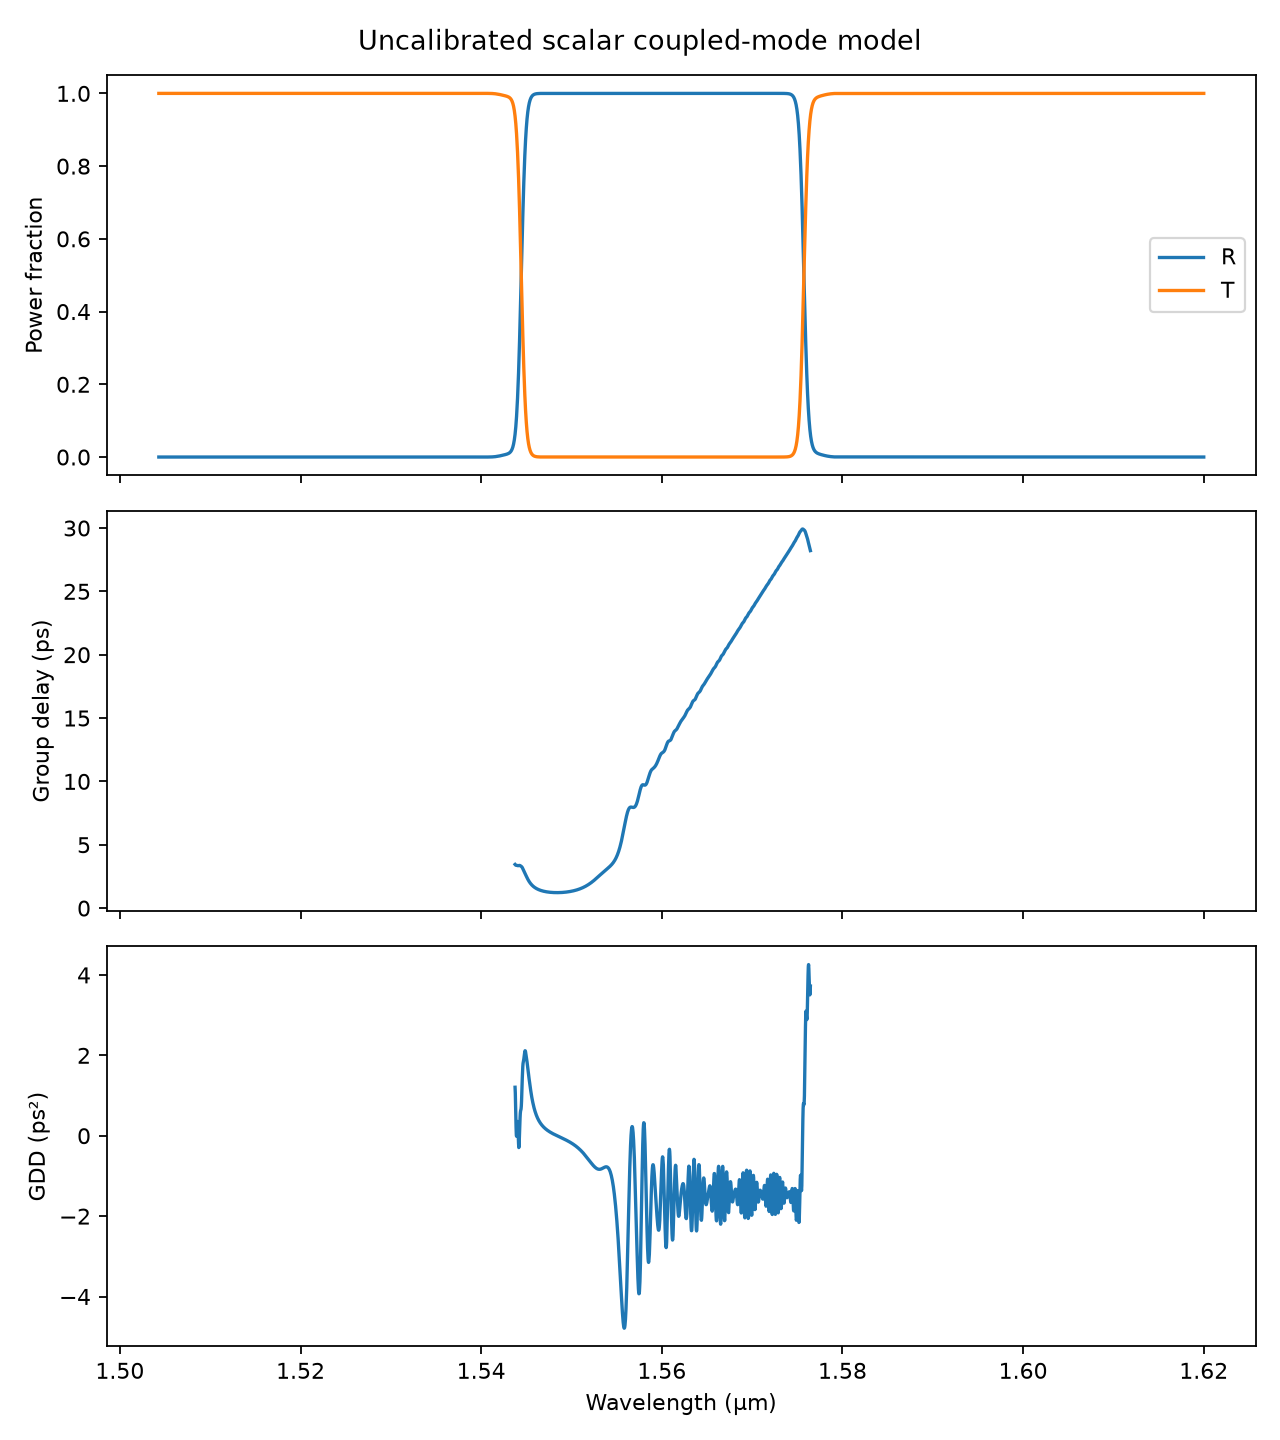 Uncalibrated scalar coupled-mode model
1.0
0.8
0.6
0.4
0.2
0.0
Power fraction
R
T
30
25
20
15
10
5
0
Group delay (ps)
4
2
0
−2
−4
GDD (ps²)
1.50 1.52 1.54 1.56 1.58 1.60 1.62
Wavelength (μm)